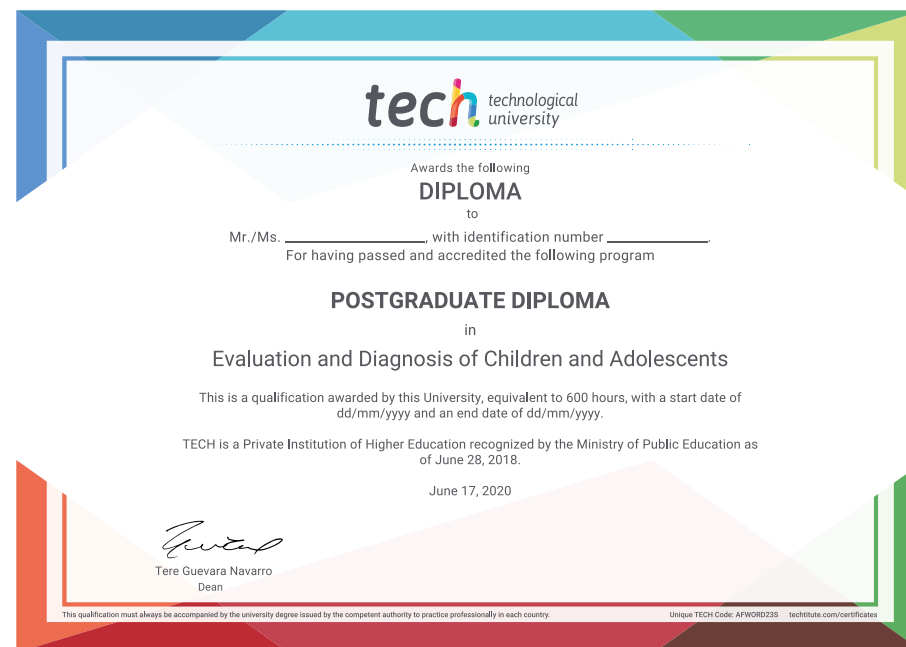 tech technological
university
Awards the following
DIPLOMA
to
Mr./Ms. ____________________, with identification number ______________.
For having passed and accredited the following program
POSTGRADUATE DIPLOMA
in
Evaluation and Diagnosis of Children and Adolescents
This is a qualification awarded by this University, equivalent to 600 hours, with a start date of
dd/mm/yyyy and an end date of dd/mm/yyyy.
TECH is a Private Institution of Higher Education recognized by the Ministry of Public Education as
of June 28, 2018.
June 17, 2020
Tere Guevara Navarro
Dean
This qualification must always be accompanied by the university degree issued by the competent authority to practice professionally in each country. Unique TECH Code: AFWORD23S techtitute.com/certificates